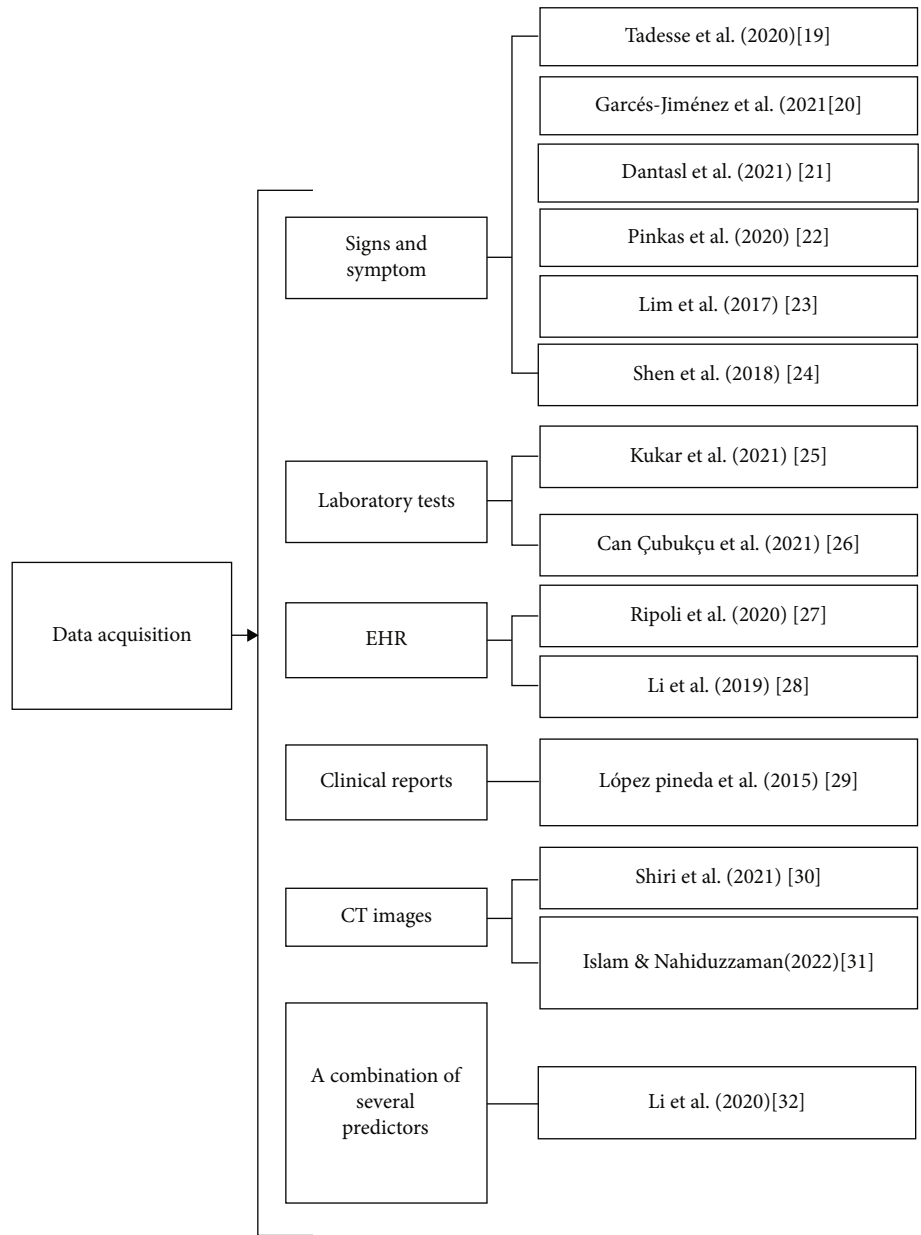 Data acquisition
Signs and
symptom
Tadesse et al. (2020)[19]
Garcés-Jiménez et al. (2021[20]
Dantasl et al. (2021) [21]
Pinkas et al. (2020) [22]
Lim et al. (2017) [23]
Shen et al. (2018) [24]
Laboratory tests
Kukar et al. (2021) [25]
Can Çubukçu et al. (2021) [26]
EHR
Ripoli et al. (2020) [27]
Li et al. (2019) [28]
Clinical reports
López pineda et al. (2015) [29]
CT images
Shiri et al. (2021) [30]
Islam & Nahiduzzaman(2022)[31]
A combination of
several
predictors
Li et al. (2020)[32]